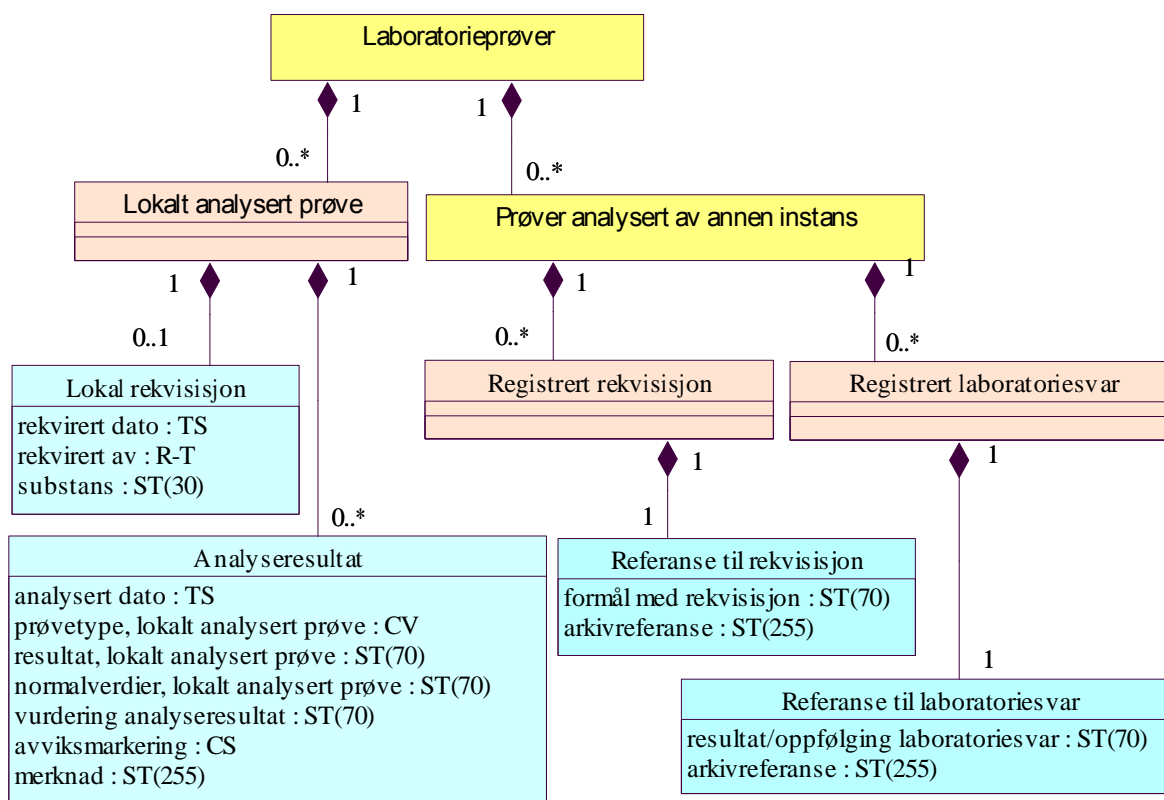 Laboratorieprøver
1
1
0..*
0..*
Lokalt analysert prøve
Prøver analysert av annen instans
1
1
1
1
0..1
0..*
0..*
Lokal rekvisisjon
rekvirert dato : TS
rekvirert av : R-T
substans : ST(30)
Registrert rekvisisjon
Registrert laboratoriesvar
1
1
0..*
1
Analyseresultat
analysert dato : TS
prøvetype, lokalt analysert prøve : CV
resultat, lokalt analysert prøve : ST(70)
normalverdier, lokalt analysert prøve : ST(70)
vurdering analyseresultat : ST(70)
avviksmarkering : CS
merknad : ST(255)
Referanse til rekvisisjon
formål med rekvisisjon : ST(70)
arkivreferanse : ST(255)
1
Referanse til laboratoriesvar
resultat/oppfølging laboratoriesvar : ST(70)
arkivreferanse : ST(255)